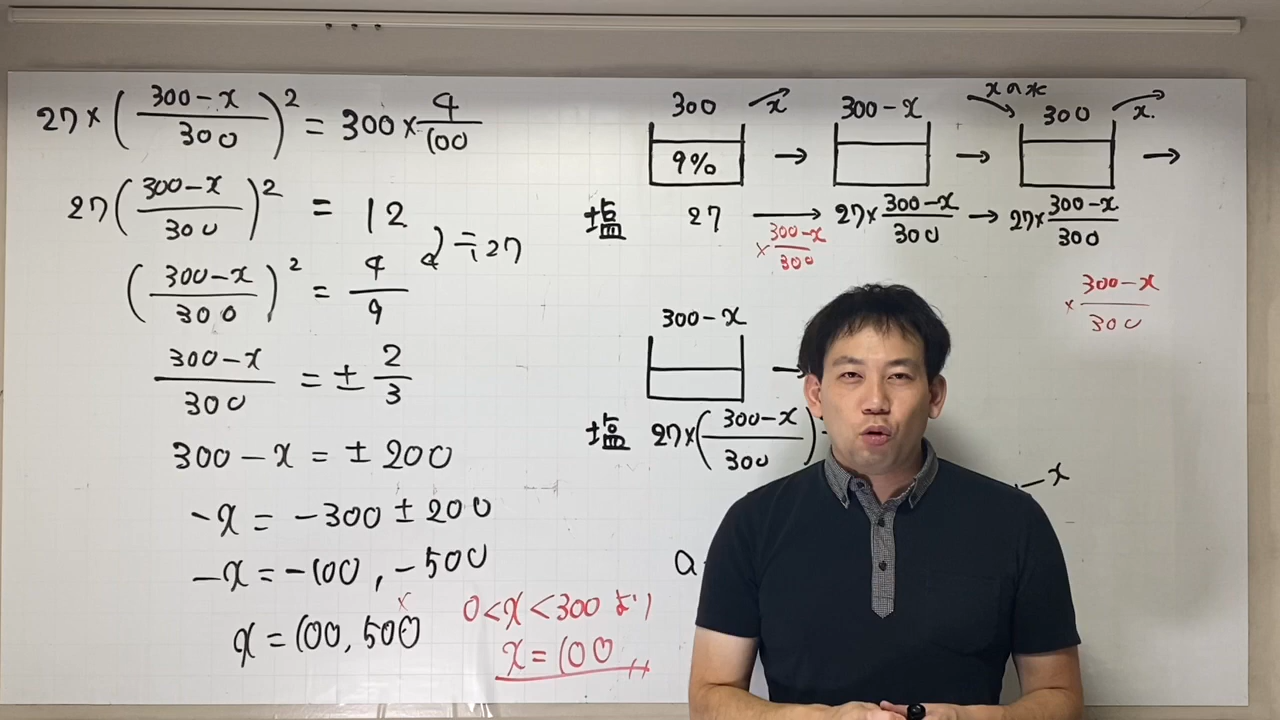 27×((300-x)/300)² = 300×4/100
27((300-x)/300)² = 12
÷27
((300-x)/300)² = 4/9
(300-x)/300 = ±2/3
300-x = ±200
-x = -300±200
-x = -100, -500
x = 100, 500
×
0<x<300より
x = 100
300 x 300-x xの水 300 x
9%
塩 27 → 27×(300-x)/300 → 27×(300-x)/300
×(300-x)/300
×(300-x)/300
300-x
塩 27×((300-x)/300)
-x
a